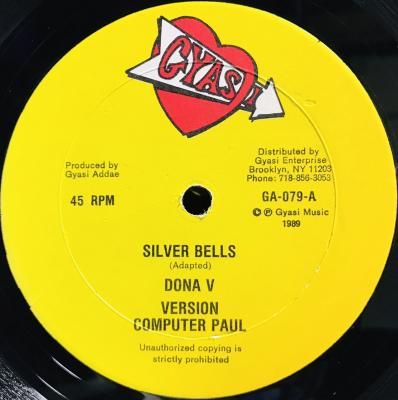 GYASI
Produced by
Gyasi Addae
45 RPM
Distributed by
Gyasi Enterprise
Brooklyn, NY 11203
Phone: 718-856-3053
GA-079-A
© ℗ Gyasi Music
1989
SILVER BELLS
(Adapted)
DONA V
VERSION
COMPUTER PAUL
Unauthorized copying is
strictly prohibited